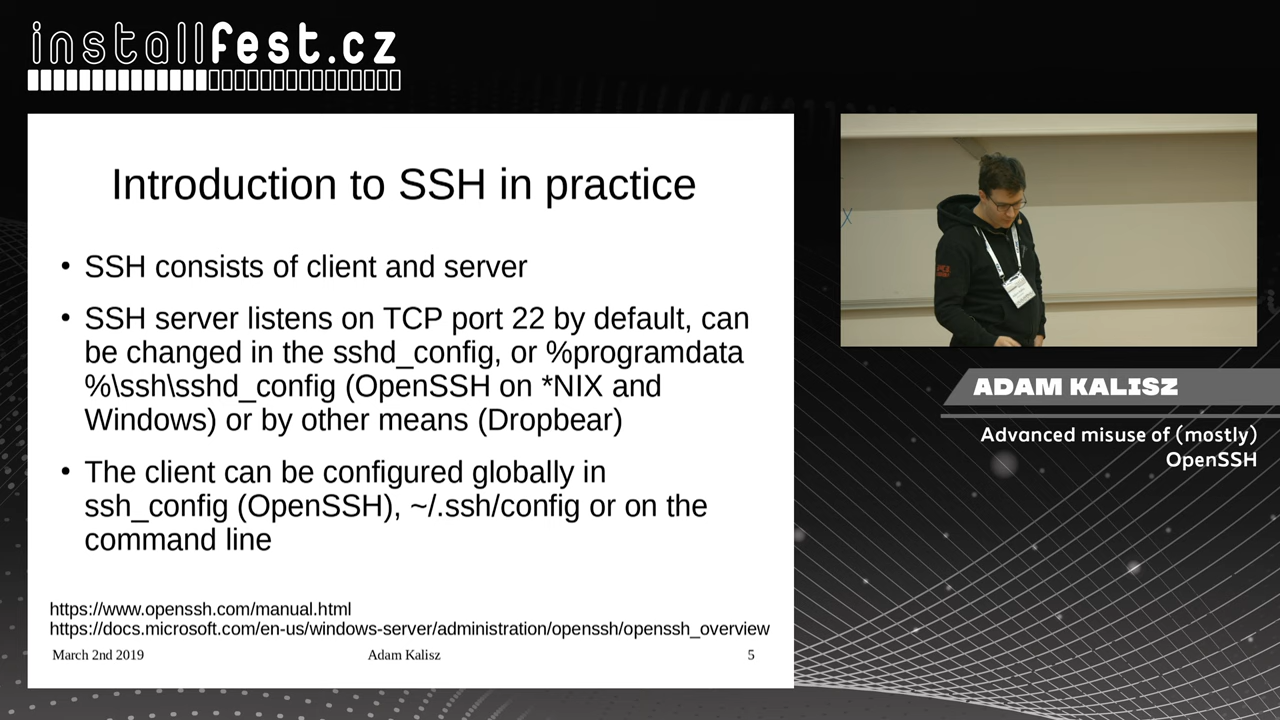 installfest.cz
Introduction to SSH in practice
• SSH consists of client and server
• SSH server listens on TCP port 22 by default, can
be changed in the sshd_config, or %programdata
%\ssh\sshd_config (OpenSSH on *NIX and
Windows) or by other means (Dropbear)
• The client can be configured globally in
ssh_config (OpenSSH), ~/.ssh/config or on the
command line
https://www.openssh.com/manual.html
https://docs.microsoft.com/en-us/windows-server/administration/openssh/openssh_overview
March 2nd 2019 Adam Kalisz 5
ADAM KALISZ
Advanced misuse of (mostly)
OpenSSH